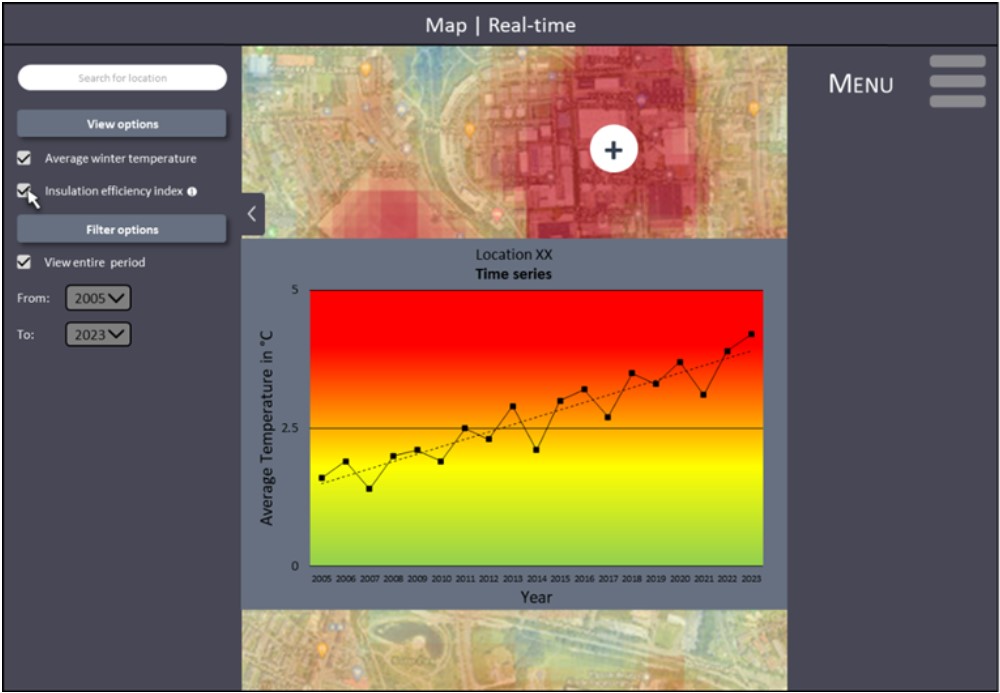 Map | Real-time
Search for location
MENU
View options
Average winter temperature
Insulation efficiency index
Filter options
View entire period
From: 2005
To: 2023
Location XX
Time series
5
2.5
0
Average Temperature in °C
2005 2006 2007 2008 2009 2010 2011 2012 2013 2014 2015 2016 2017 2018 2019 2020 2021 2022 2023
Year